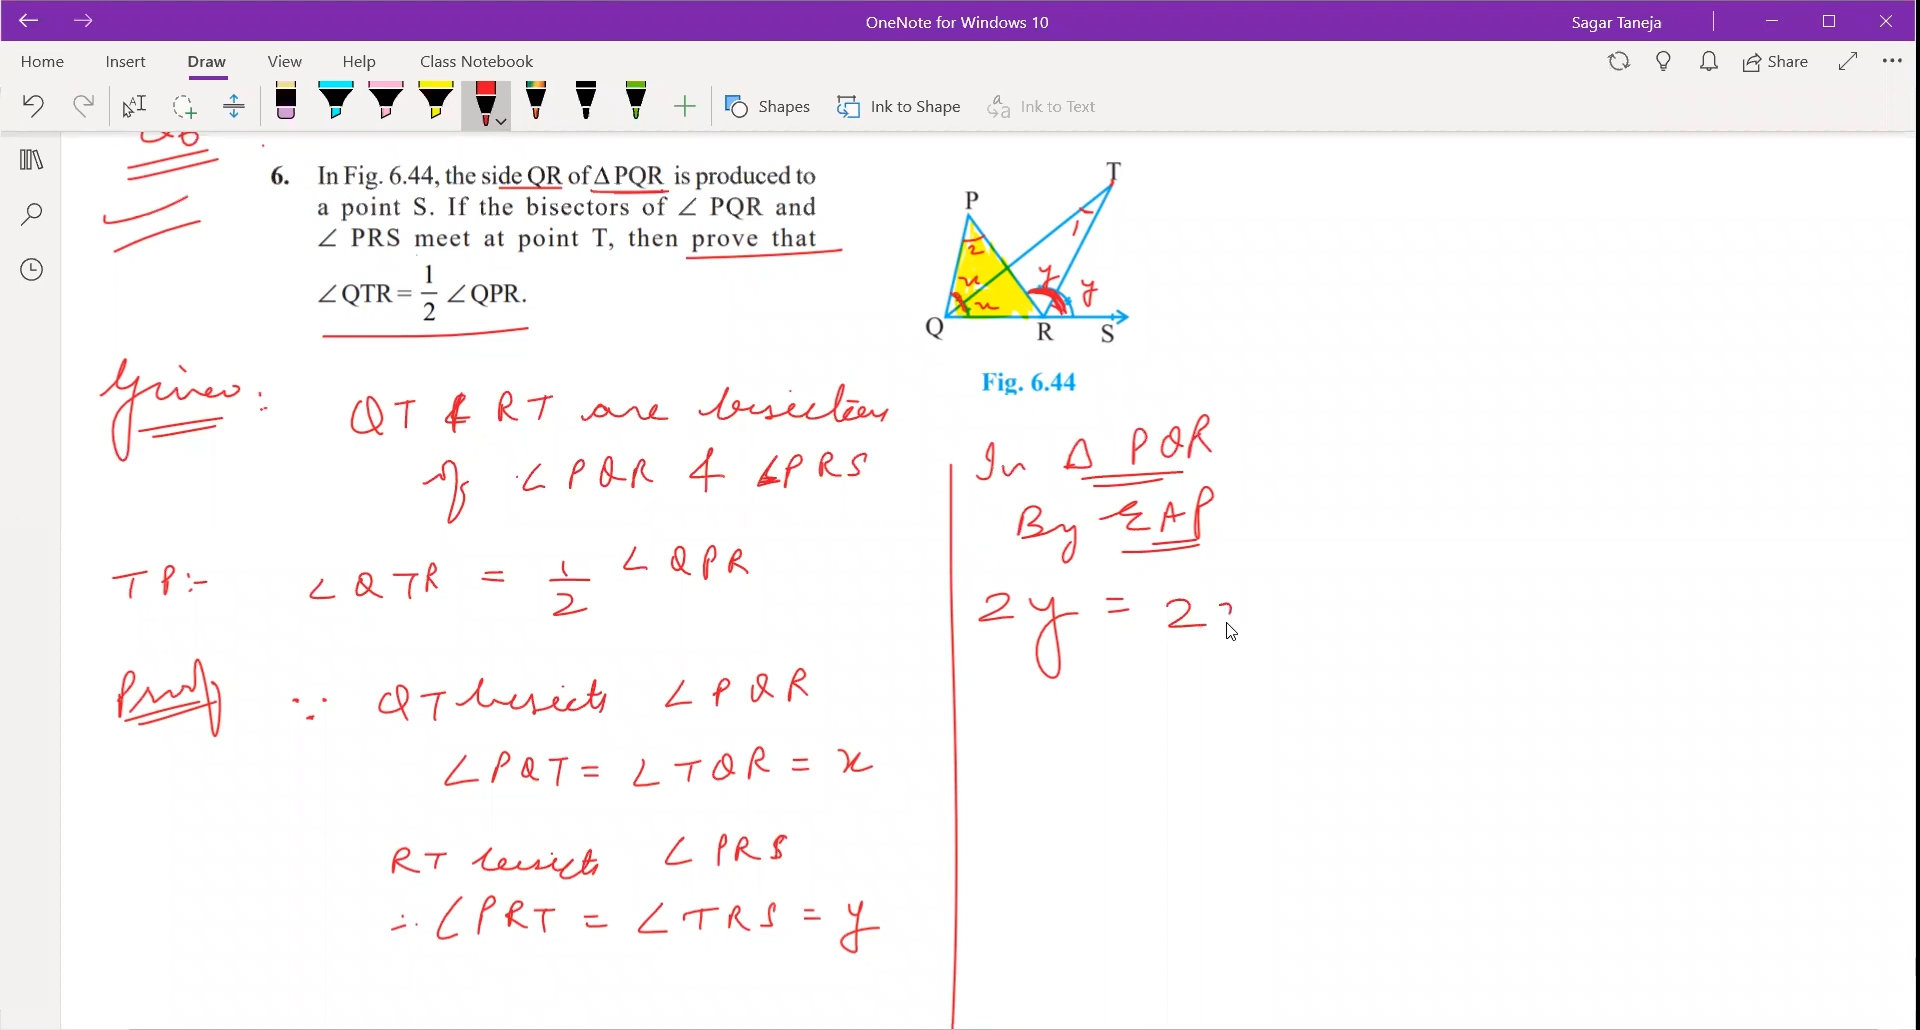 OneNote for Windows 10
Sagar Taneja
Home Insert Draw View Help Class Notebook
Share
Shapes Ink to Shape Ink to Text
6. In Fig. 6.44, the side QR of Δ PQR is produced to
a point S. If the bisectors of ∠ PQR and
∠ PRS meet at point T, then prove that
∠QTR = 1/2 ∠QPR.
T
P
1
2
x
x
y
y
Q
R
S
Fig. 6.44
Given:
QT & RT are bisectors
of ∠PQR & ∠PRS
TP:- ∠QTR = 1/2 ∠QPR
Proof ∵ QT bisects ∠PQR
∠PQT = ∠TQR = x
RT bisects ∠PRS
∴ ∠PRT = ∠TRS = y
In Δ PQR
By EAP
2y = 2